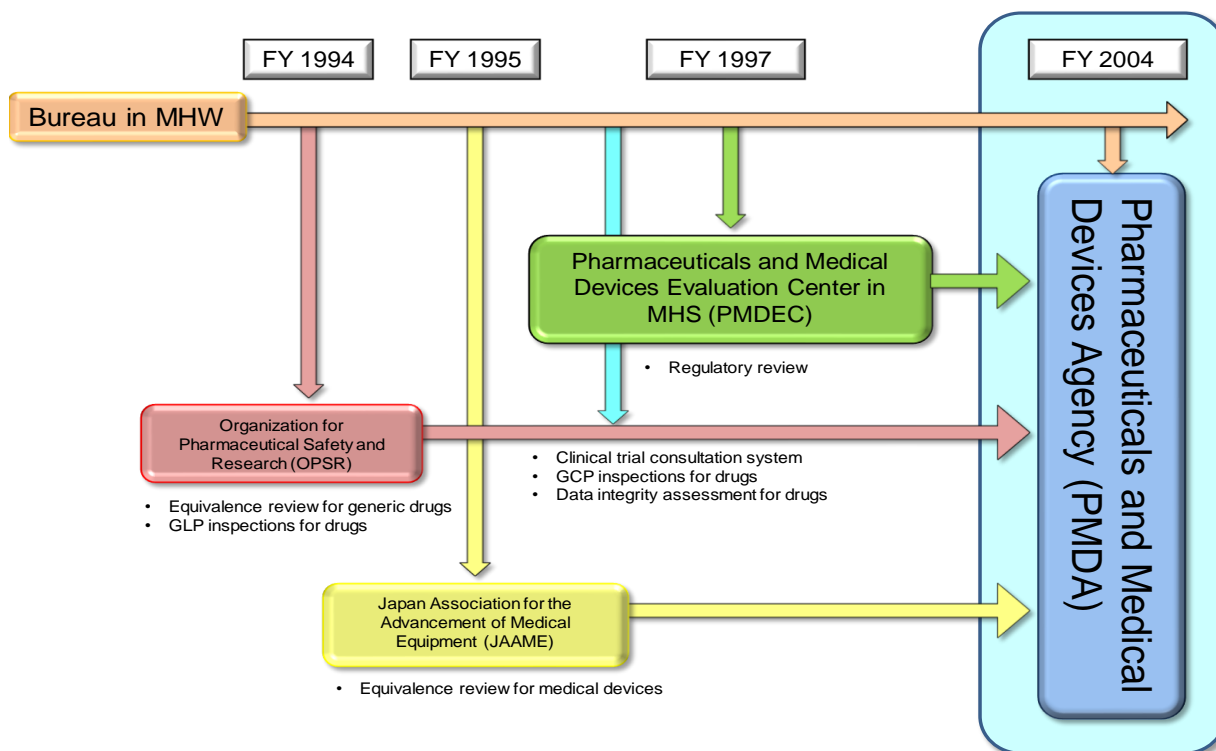 FY 1994
FY 1995
FY 1997
FY 2004
Bureau in MHW
Pharmaceuticals and Medical
Devices Evaluation Center in
MHS (PMDEC)
• Regulatory review
Organization for
Pharmaceutical Safety and
Research (OPSR)
• Equivalence review for generic drugs
• GLP inspections for drugs
• Clinical trial consultation system
• GCP inspections for drugs
• Data integrity assessment for drugs
Japan Association for the
Advancement of Medical
Equipment (JAAME)
• Equivalence review for medical devices
Pharmaceuticals and Medical
Devices Agency (PMDA)